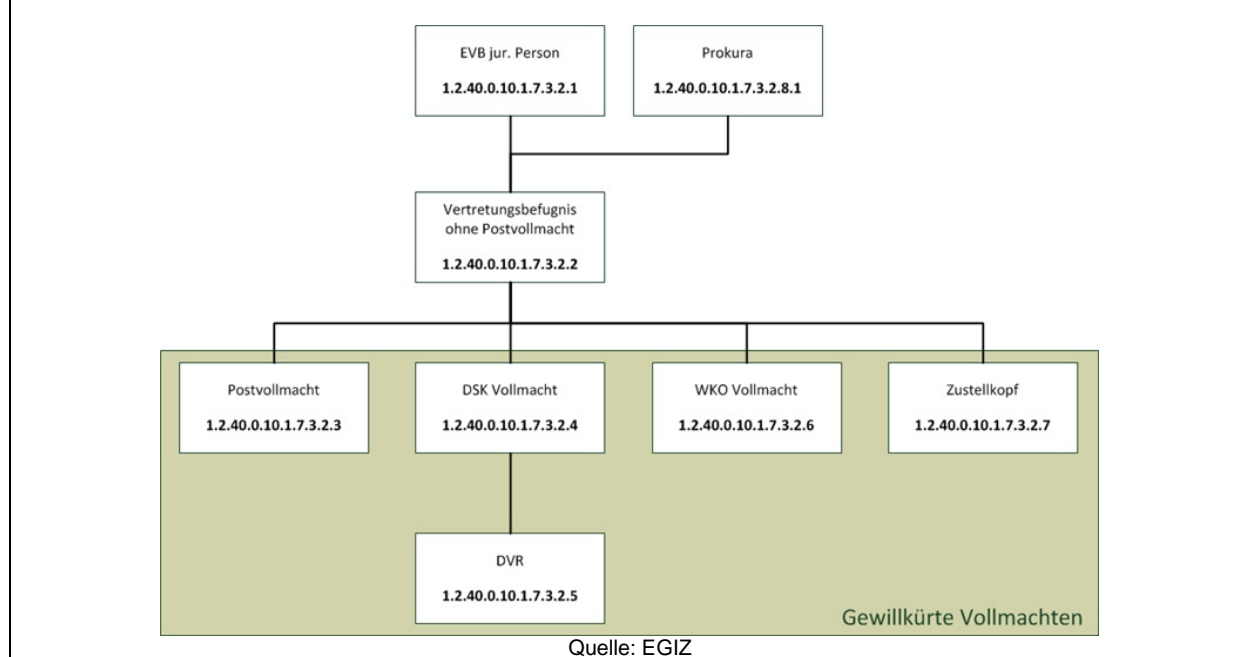 EVB jur. Person
1.2.40.0.10.1.7.3.2.1
Prokura
1.2.40.0.10.1.7.3.2.8.1
Vertretungsbefugnis
ohne Postvollmacht
1.2.40.0.10.1.7.3.2.2
Postvollmacht
1.2.40.0.10.1.7.3.2.3
DSK Vollmacht
1.2.40.0.10.1.7.3.2.4
WKO Vollmacht
1.2.40.0.10.1.7.3.2.6
Zustellkopf
1.2.40.0.10.1.7.3.2.7
DVR
1.2.40.0.10.1.7.3.2.5
Gewillkürte Vollmachten
Quelle: EGIZ